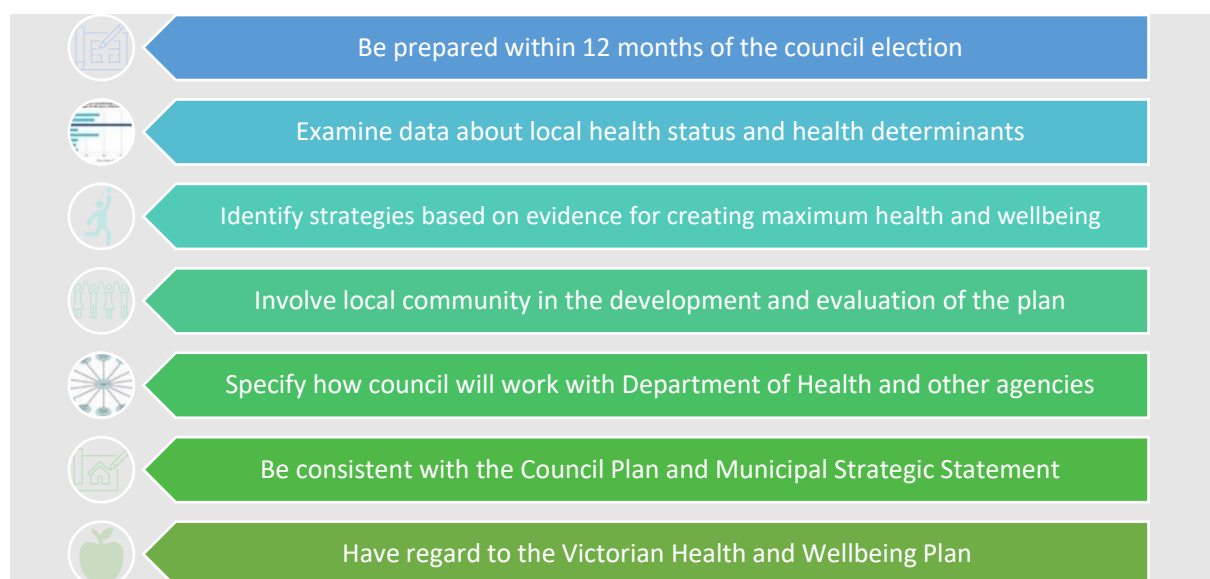 Be prepared within 12 months of the council election
Examine data about local health status and health determinants
Identify strategies based on evidence for creating maximum health and wellbeing
Involve local community in the development and evaluation of the plan
Specify how council will work with Department of Health and other agencies
Be consistent with the Council Plan and Municipal Strategic Statement
Have regard to the Victorian Health and Wellbeing Plan